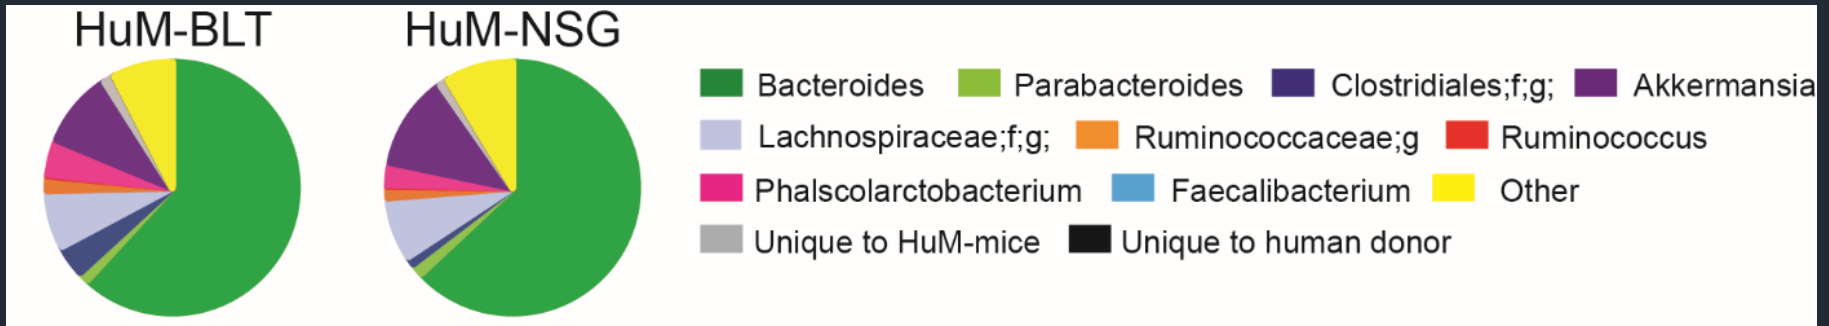 HuM-BLT HuM-NSG
Bacteroides Parabacteroides Clostridiales;f;g; Akkermansia
Lachnospiraceae;f;g; Ruminococcaceae;g Ruminococcus
Phalscolarctobacterium Faecalibacterium Other
Unique to HuM-mice Unique to human donor